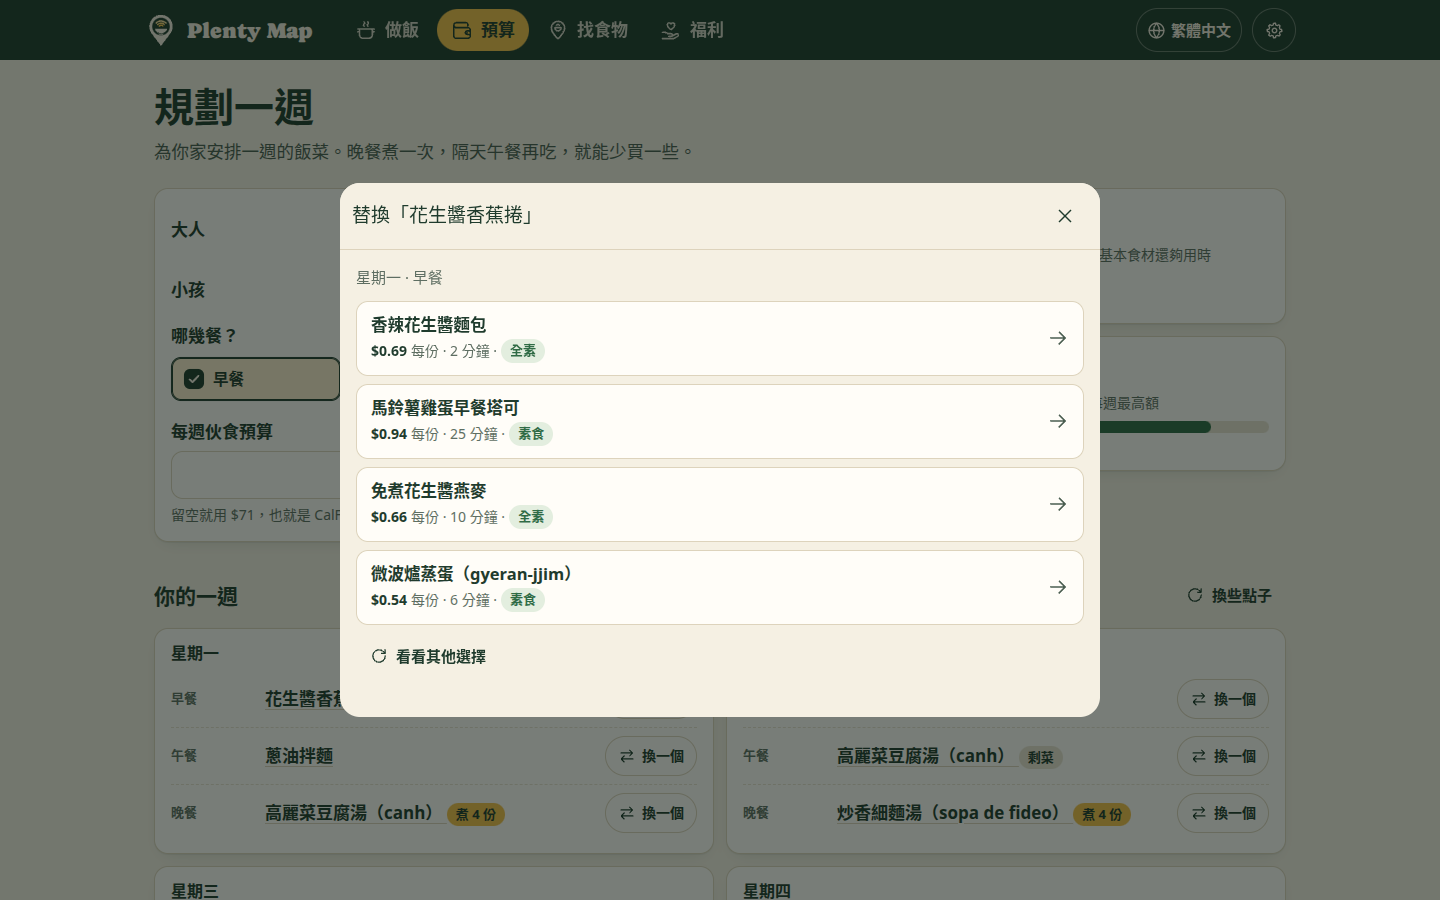 Plenty Map
做飯
預算
找食物
福利
繁體中文
規劃一週
為你家安排一週的飯菜。晚餐煮一次，隔天午餐再吃，就能少買一些。
大人
小孩
哪幾餐？
早餐
每週伙食預算
留空就用 $71，也就是 CalF
基本食材還夠用時
週最高額
替換「花生醬香蕉捲」
星期一 · 早餐
香辣花生醬麵包
$0.69 每份 · 2 分鐘 · 全素
馬鈴薯雞蛋早餐塔可
$0.94 每份 · 25 分鐘 · 素食
免煮花生醬燕麥
$0.66 每份 · 10 分鐘 · 全素
微波爐蒸蛋（gyeran-jjim）
$0.54 每份 · 6 分鐘 · 素食
看看其他選擇
你的一週
換些點子
星期一
早餐
花生醬香
換一個
午餐
蔥油拌麵
換一個
午餐
高麗菜豆腐湯（canh）
剩菜
換一個
晚餐
高麗菜豆腐湯（canh）
煮 4 份
換一個
晚餐
炒香細麵湯（sopa de fideo）
煮 4 份
換一個
星期三
星期四